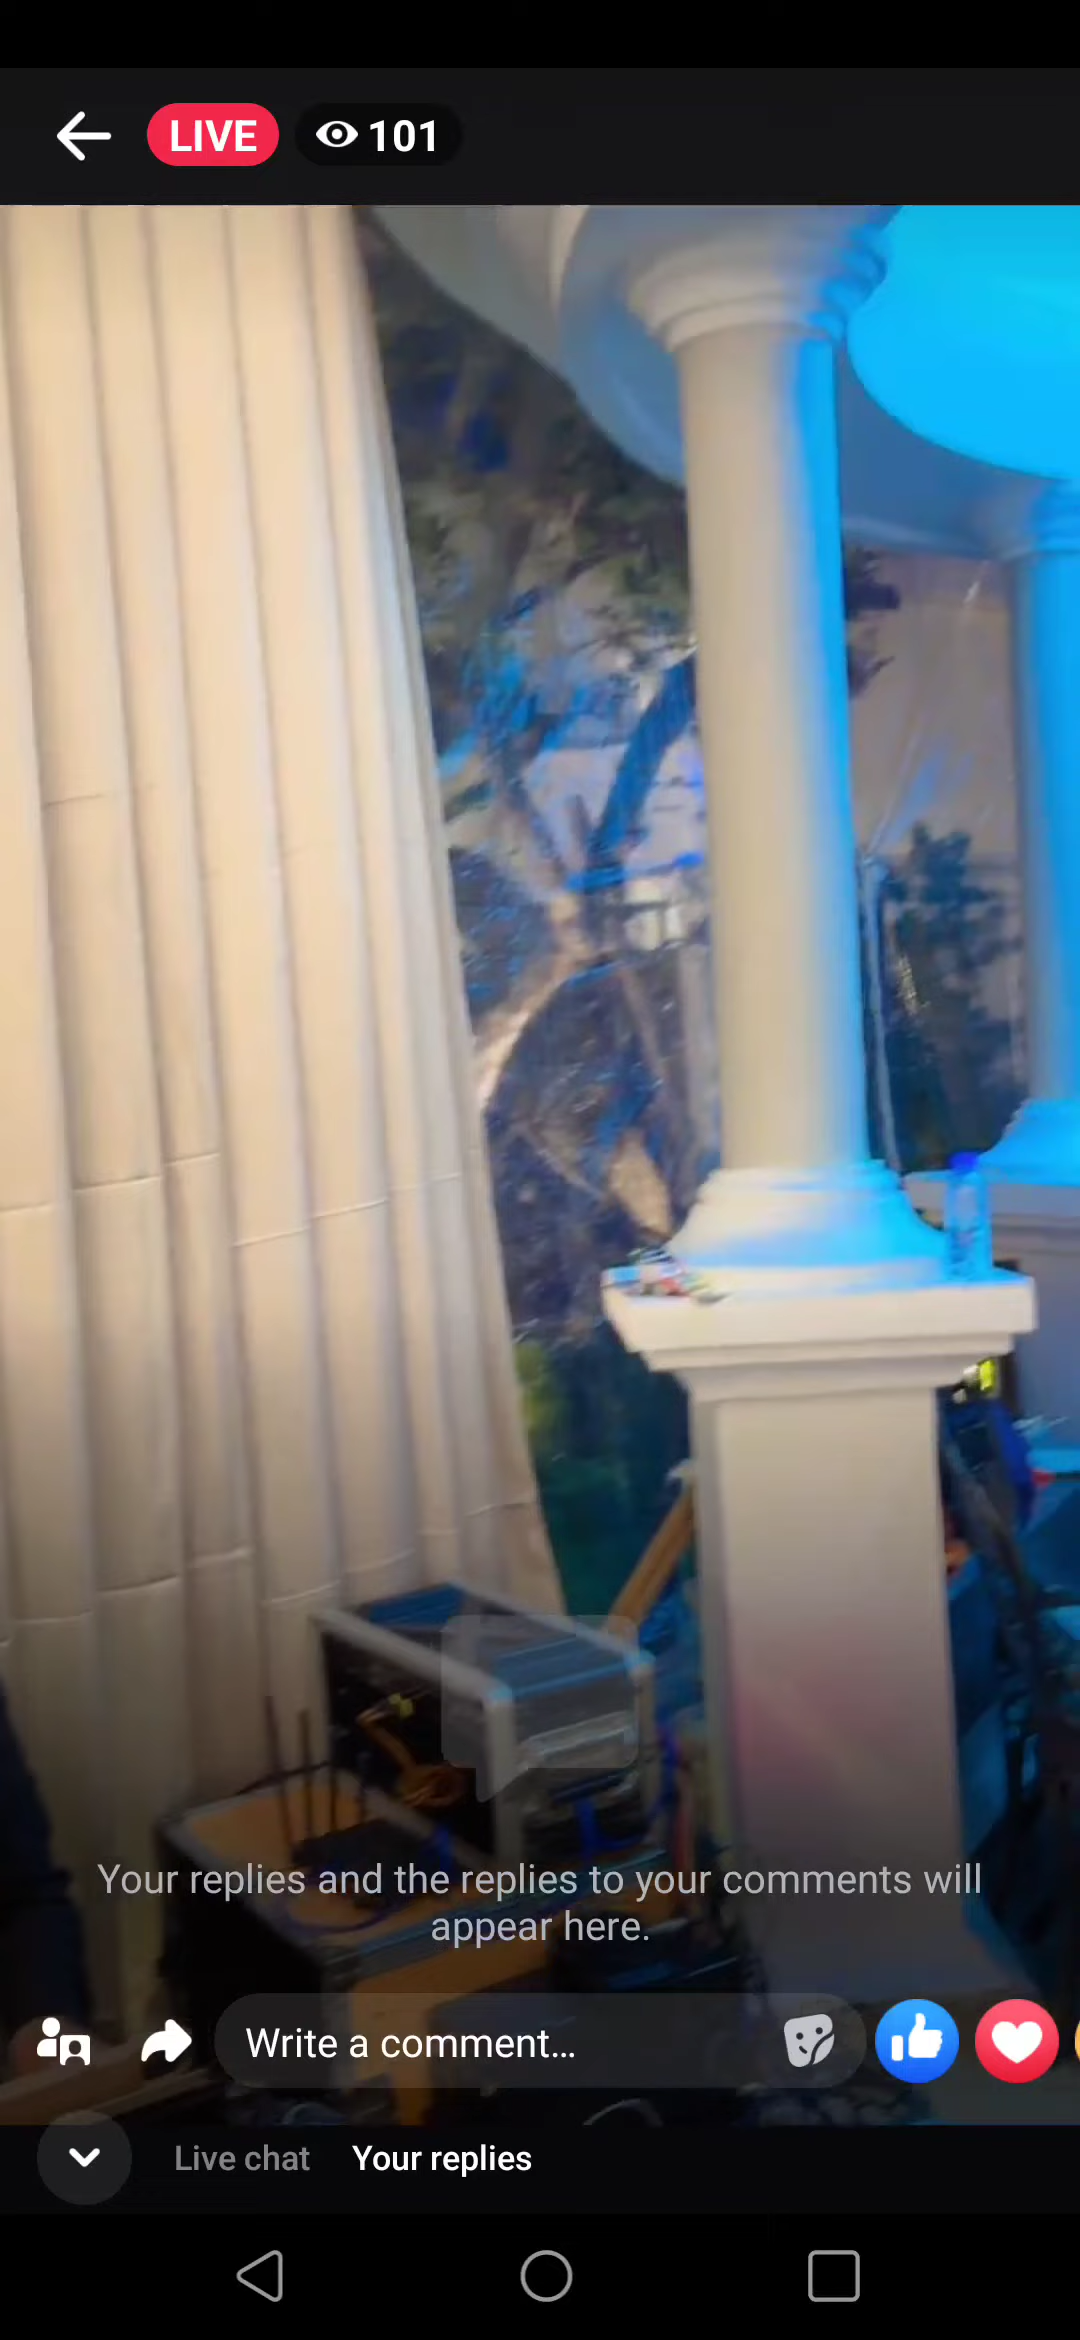 LIVE
101
Your replies and the replies to your comments will
appear here.
Write a comment...
Live chat
Your replies